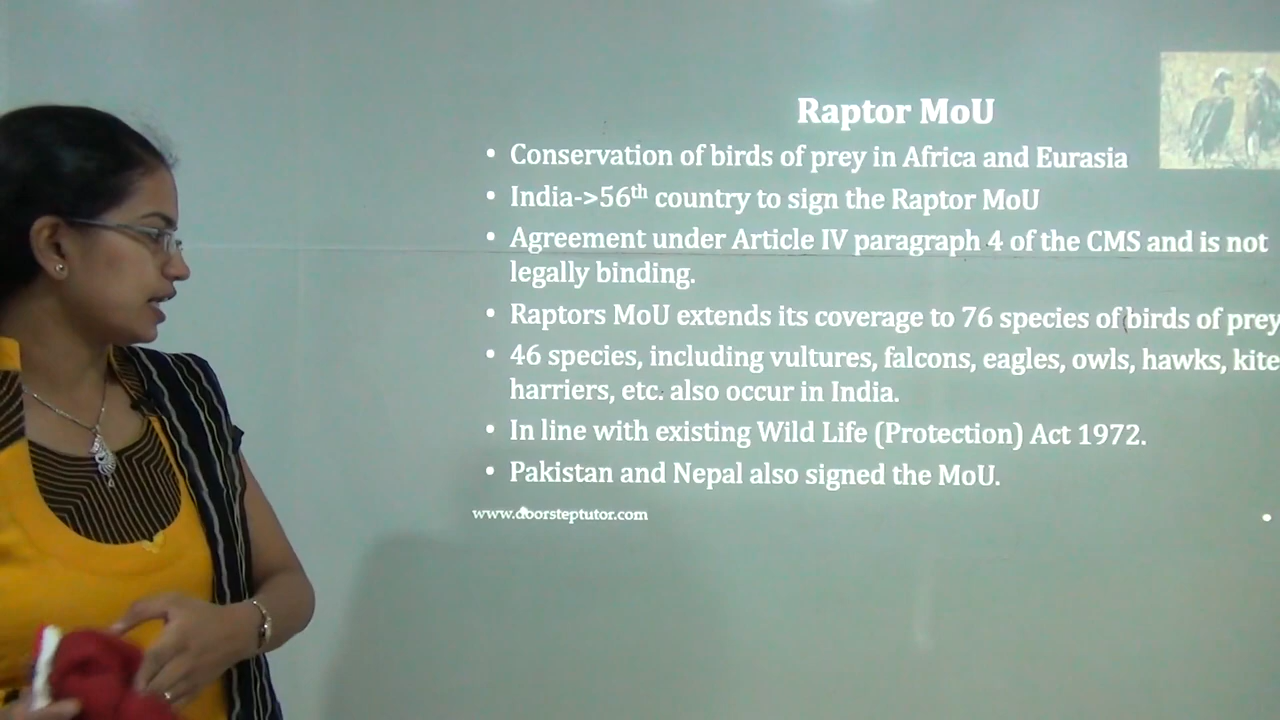 Raptor MoU
• Conservation of birds of prey in Africa and Eurasia
• India->56th country to sign the Raptor MoU
• Agreement under Article IV paragraph 4 of the CMS and is not
legally binding.
• Raptors MoU extends its coverage to 76 species of birds of prey
• 46 species, including vultures, falcons, eagles, owls, hawks, kite
harriers, etc. also occur in India.
• In line with existing Wild Life (Protection) Act 1972.
• Pakistan and Nepal also signed the MoU.
www.doorsteptutor.com